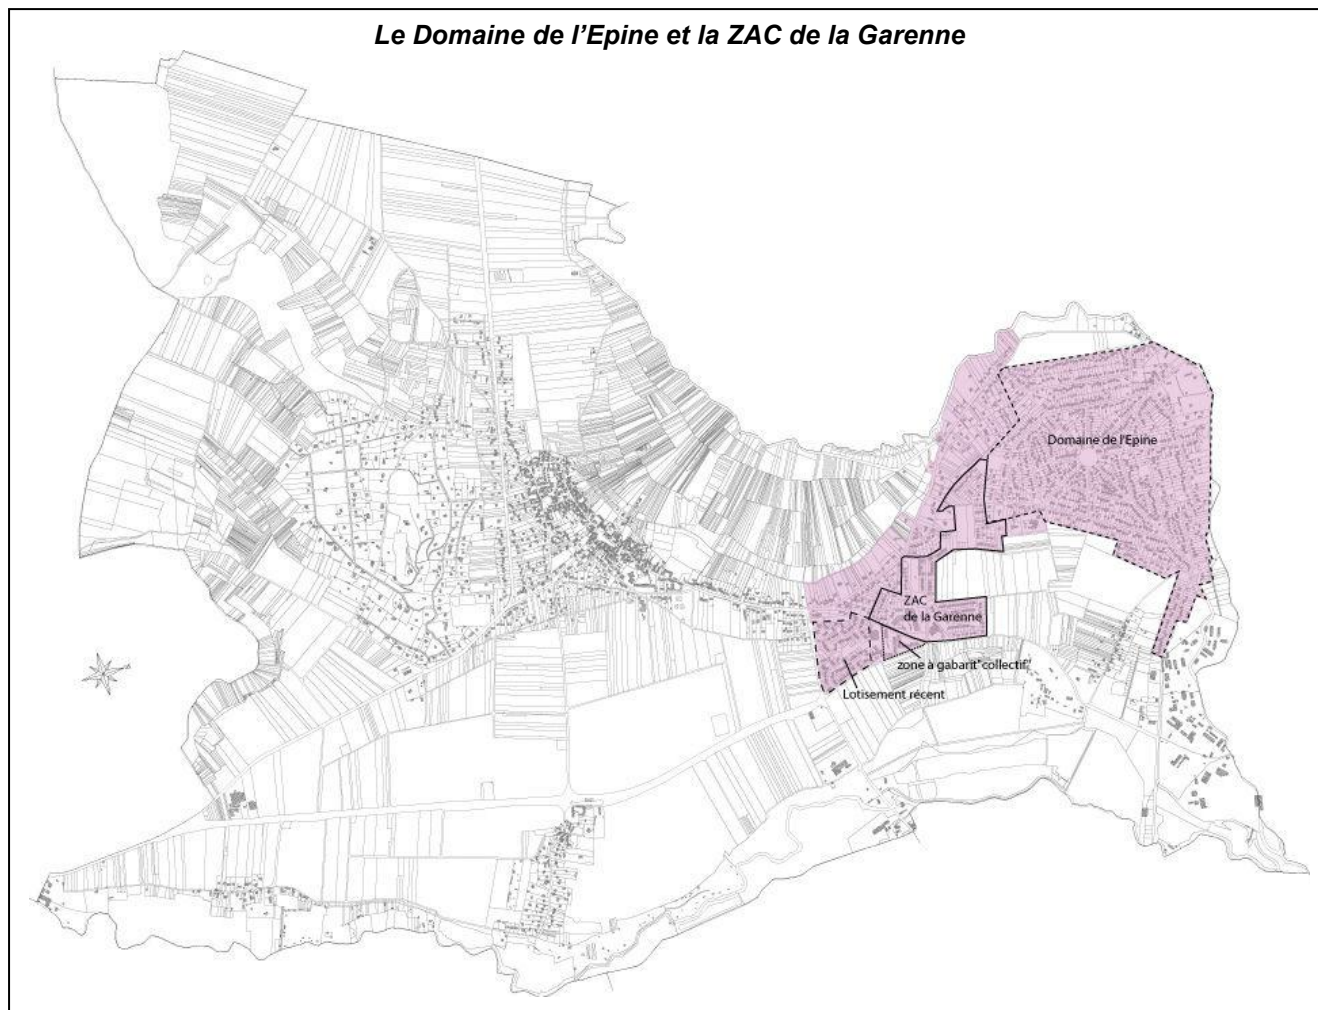 Le Domaine de l’Epine et la ZAC de la Garenne
Domaine de l'Epine
ZAC
de la Garenne
zone à gabarit"collectif"
Lotisement récent